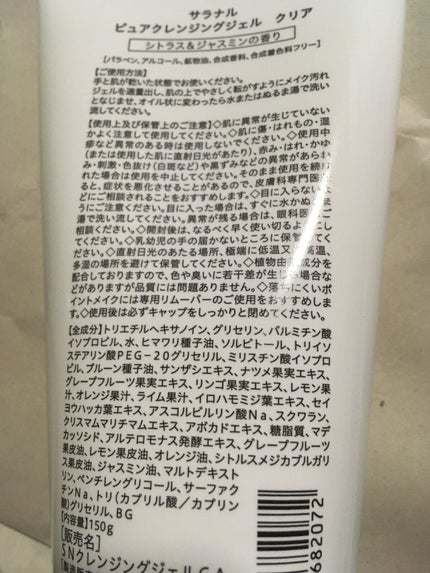 サラナル
ピュアクレンジングジェル クリア
シトラス＆ジャスミンの香り
[パラベン、アルコール、鉱物油、合成香料、合成着色料フリー]
【ご使用方法】
手と肌が乾いた状態でお使いください。
ジェルを適量出し、肌の上でやさしく転がすようにメイク汚れ
となじませ、オイル状に変わったら水またはぬるま湯で洗い
流してください。
【使用上及び保管上のご注意】◇肌に異常が生じていない
かよく注意して使用してください。◇肌に傷・はれもの・湿
疹など異常のある時は使用しないでください。◇使用中
(または使用した肌に直射日光があたり)、赤み・はれ・かゆ
み・刺激・色抜け(白斑など)や黒ずみなどの異常があらわ
れた場合は使用を中止してください。そのまま使用を続け
ると、症状を悪化させることがあるので、皮膚科専門医
どにご相談されることをおすすめします。◇目に入らない
うにご注意ください。目に入った場合は、すぐに水かぬるま
湯で洗い流してください。異常が残る場合は、眼科医に
相談ください。◇開封後は、なるべく早く使い切るように
てください。◇乳幼児の手の届かないところに保管してく
ださい。◇直射日光のあたる場所、極端に低温又は高温、
多湿の場所を避けて保管してください。◇植物由来成分を
配合しておりますので、色や臭いに若干差が生じる場合な
どがありますが品質には問題ありません。◇落ちにくいポ
イントメイクには専用リムーバーのご使用をおすすめしま
す。◇使用後は必ずキャップをしっかりと閉めてください。
【全成分】トリエチルヘキサノイン、グリセリン、パルミチン酸
イソプロピル、水、ヒマワリ種子油、ソルビトール、トリイソ
ステアリン酸PEG－20グリセリル、ミリスチン酸イソプロ
ピル、プルーン種子油、サンザシエキス、ナツメ果実エキス、
グレープフルーツ果実エキス、リンゴ果実エキス、レモン果
汁、オレンジ果汁、ライム果汁、イロハモミジ葉エキス、セイ
ヨウハッカ葉エキス、アスコルビルリン酸Na、スクワラン、
クリスマムマリチマムエキス、アボカドエキス、糖脂質、マデ
カッソシド、アルテロモナス発酵エキス、グレープフルーツ
果皮油、レモン果皮油、オレンジ油、シトルスメジカブルガリ
ス果皮油、ジャスミン油、マルトデキスト
リン、ペンチレングリコール、サーファク
チンNa、トリ(カプリル酸／カプリン
酸)グリセリル、BG
【内容量】150g
[販売名]
SNクレンジングジェルCA
682072